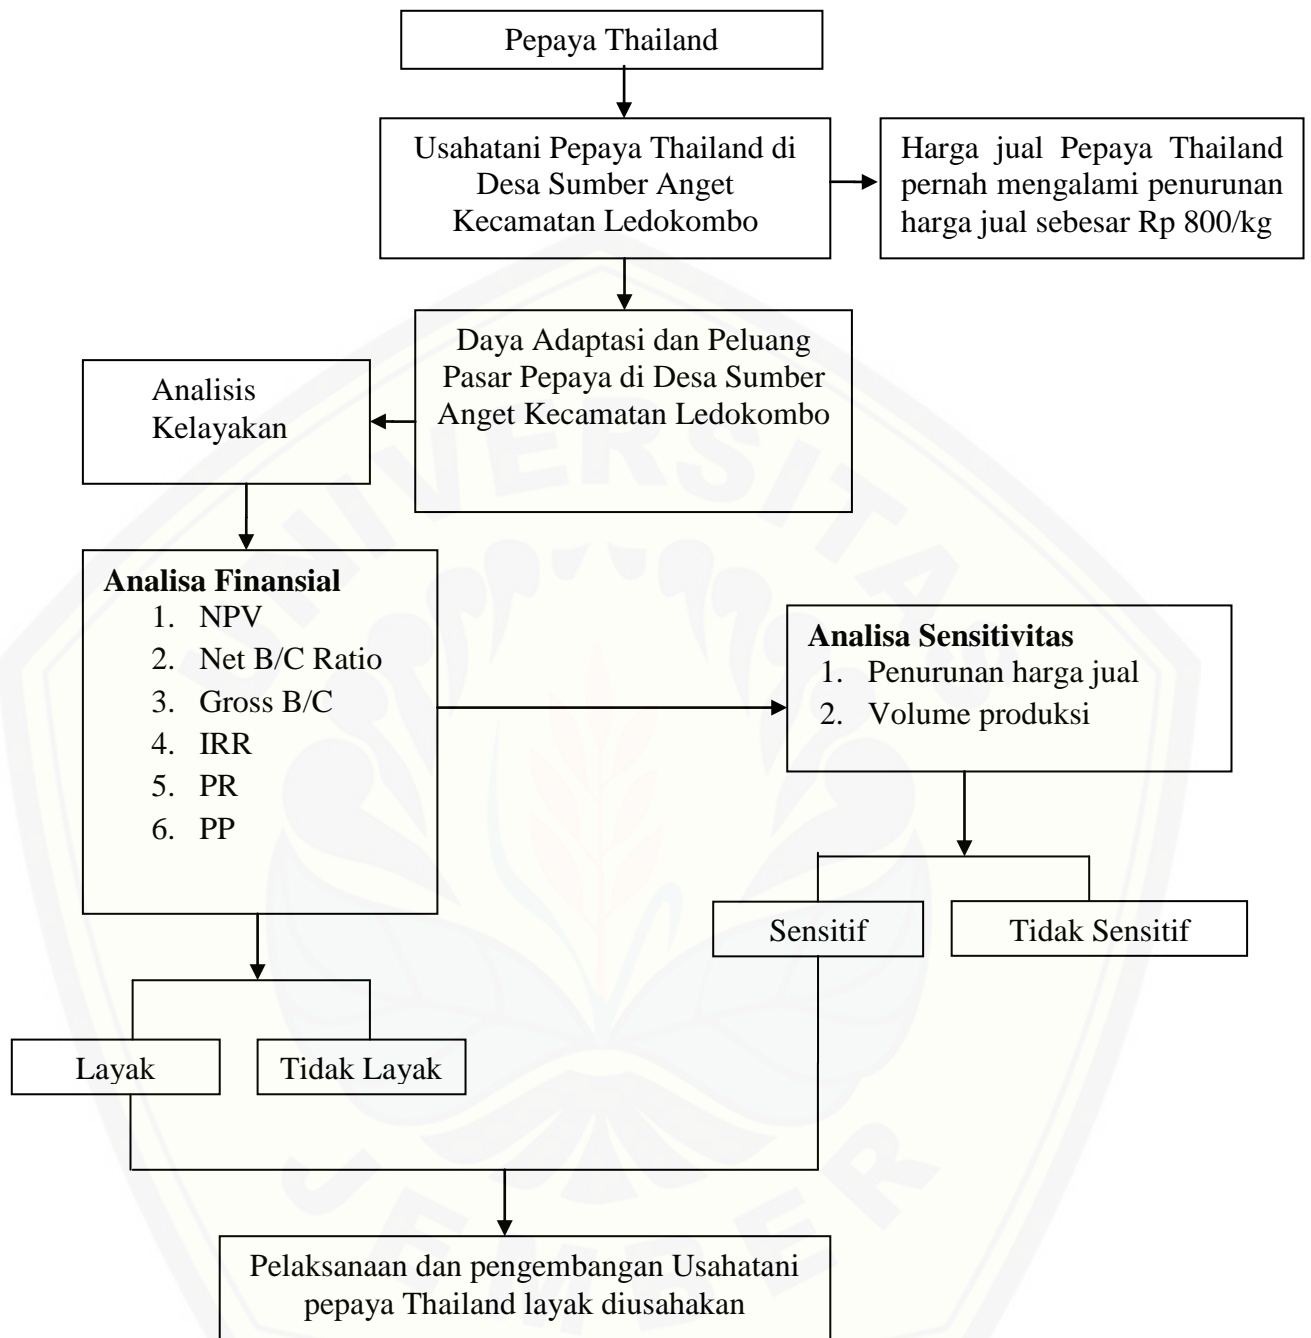 Pepaya Thailand
Usahatani Pepaya Thailand di
Desa Sumber Anget
Kecamatan Ledokombo
Harga jual Pepaya Thailand
pernah mengalami penurunan
harga jual sebesar Rp 800/kg
Daya Adaptasi dan Peluang
Pasar Pepaya di Desa Sumber
Anget Kecamatan Ledokombo
Analisis
Kelayakan
Analisa Finansial
1. NPV
2. Net B/C Ratio
3. Gross B/C
4. IRR
5. PR
6. PP
Analisa Sensitivitas
1. Penurunan harga jual
2. Volume produksi
Sensitif
Tidak Sensitif
Layak
Tidak Layak
Pelaksanaan dan pengembangan Usahatani
pepaya Thailand layak diusahakan
UNIVERSITAS
JEMBER